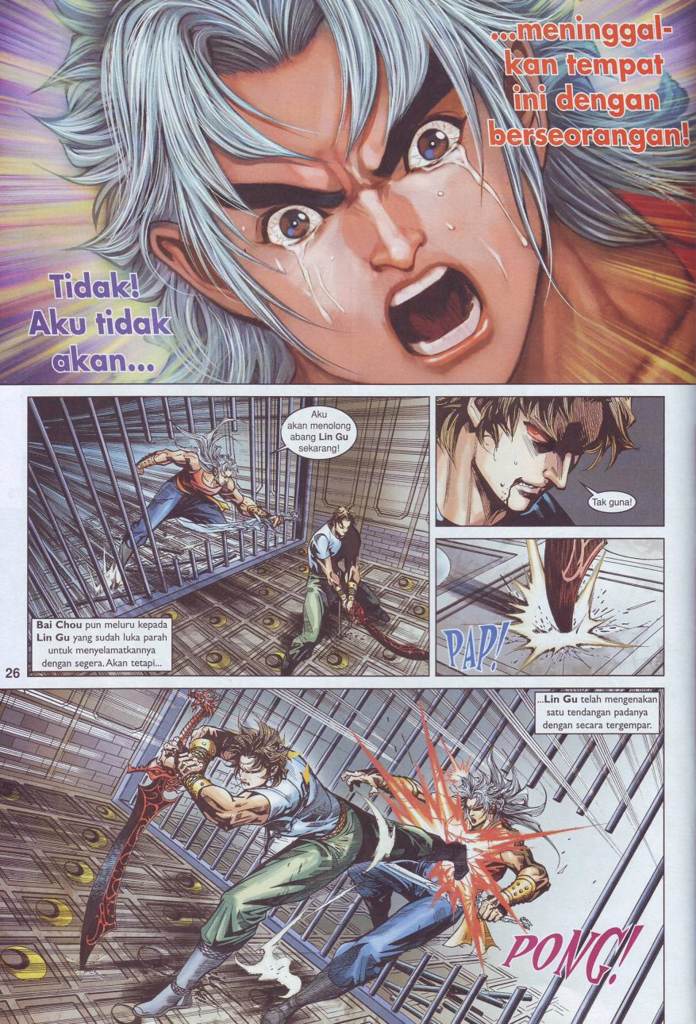 Tidak!
Aku tidak
akan...
...meninggal-
kan tempat
ini dengan
berseorangan!
Aku
akan menolong
abang Lin Gu
sekarang!
Bai Chou pun meluru kepada
Lin Gu yang sudah luka parah
untuk menyelamatkannya
dengan segera. Akan tetapi...
Tak guna!
PAP!
26
...Lin Gu telah mengenakan
satu tendangan padanya
dengan secara tergempar.
PONG!